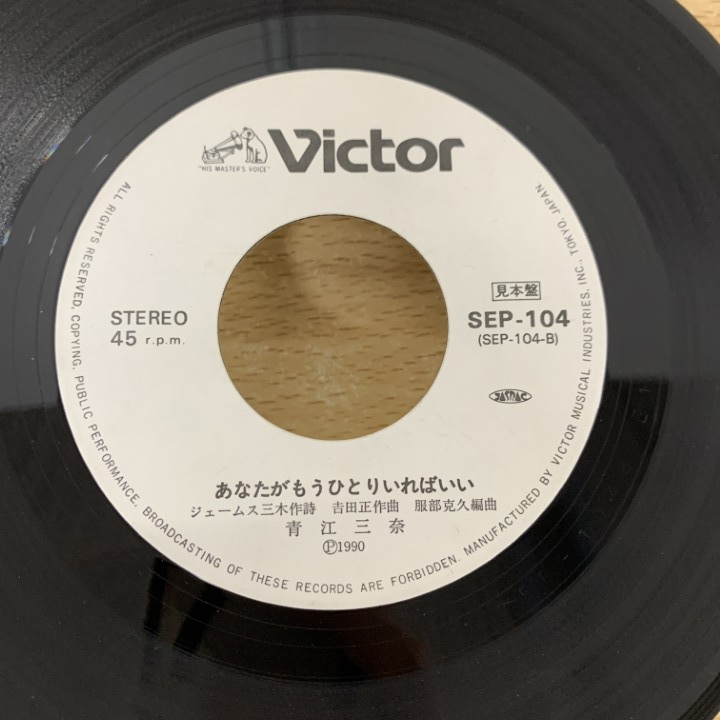 Victor
"HIS MASTER'S VOICE"
STEREO
45 r.p.m.
見本盤
SEP-104
(SEP-104-B)
JASRAC
あなたがもうひとりいればいい
ジェームス三木作詩 吉田正作曲 服部克久編曲
青江三奈
Ⓟ1990
ALL RIGHTS RESERVED, COPYING, PUBLIC PERFORMANCE, BROADCASTING OF THESE RECORDS ARE FORBIDDEN. MANUFACTURED BY VICTOR MUSICAL INDUSTRIES, INC., TOKYO, JAPAN